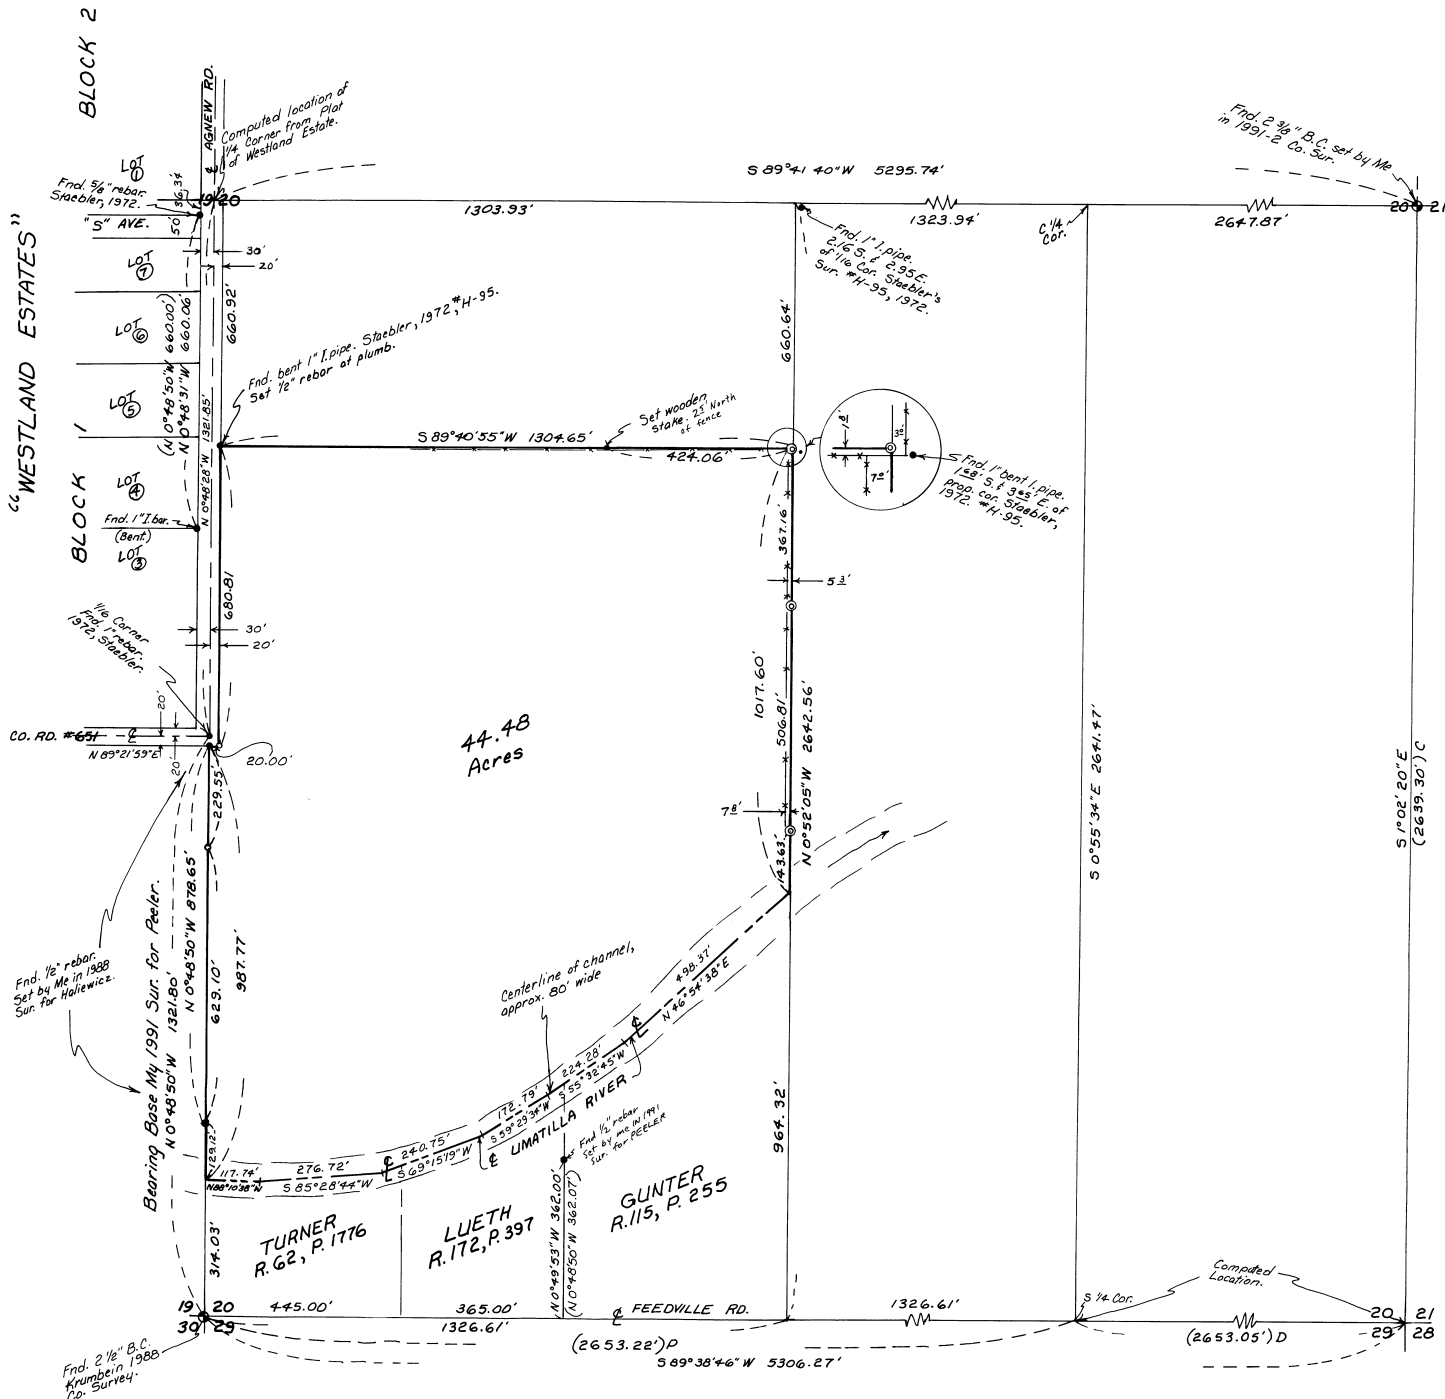 BLOCK 2
"WESTLAND ESTATES"
BLOCK 1
LOT
1
Fnd. 5/8" rebar.
Staebler, 1972.
"S" AVE.
50'
36.34'
LOT
7
LOT
6
LOT
5
LOT
4
Fnd. 1" I. bar.
(Bent.)
LOT
3
℄ AGNEW RD.
Computed location of
1/4 Corner from Plat
of Westland Estate.
19 20
30'
20'
660.92'
(N 0°48'50"W 660.00')
N 0°48'31"W 660.06'
N 0°48'28"W 1321.85'
S 89°41 40"W 5295.74'
1303.93'
1323.94'
2647.87'
C 1/4
Cor.
Fnd. 2 3/8" B.C. set by Me
in 1991-2 Co. Sur.
20 21
Fnd. 1" I. pipe.
2.16 S. & 2.95 E.
of 1/16 Cor. Staebler's
Sur. #H-95, 1972.
660.64'
Fnd. bent 1" I. pipe. Staebler, 1972, #H-95.
Set 1/2" rebar at plumb.
S 89°40'55"W 1304.65'
Set wooden
stake. 2 5 North
of fence
424.06'
7 0'
Fnd. 1" bent I. pipe.
1 68' S. & 3 85' E. of
prop. cor. Staebler,
1972. #H-95.
367.16'
5 3'
680.81
30'
20'
1/16 Corner
Fnd. 1" rebar.
1972, Staebler.
CO. RD. #651 ℄
20'
20'
N 89°21'59"E
20.00'
44.48
Acres
1017.60'
506.81'
N 0°52'05"W 2642.56'
7 8'
143.63'
S 0°55'34"E 2641.47'
S 1°02'20"E
(2639.30') C
229.55'
987.77'
629.10'
N 0°48'50"W 878.65'
N 0°48'50"W 1321.80'
Bearing Base My 1991 Sur. for Peeler.
Fnd. 1/2" rebar.
Set by Me in 1988
Sur. for Haliewicz.
Centerline of channel,
approx. 80' wide
498.37'
N 46°54'38"E
224.28'
S 55°32'45"W
172.79'
S 59°29'34"W
℄ UMATILLA RIVER
℄
240.75'
S 69°15'19"W
℄
276.72'
S 85°28'44"W
117.74'
129.12'
Fnd 1/2" rebar
Set by me in 1991
Sur. for PEELER
964.32'
TURNER
R. 62, P. 1776
LUETH
R. 172, P. 397
GUNTER
R. 115, P. 255
N 0°49'53"W 362.00'
(N 0°48'50"W 362.07')
314.03'
19 20
30 29
445.00'
365.00'
℄ FEEDVILLE RD.
1326.61'
1326.61'
S 1/4 Cor.
Computed
Location.
20 21
29 28
(2653.22') P
(2653.05') D
S 89°38'46"W 5306.27'
Fnd. 2 1/2" B.C.
Krumbein 1988
Co. Survey.